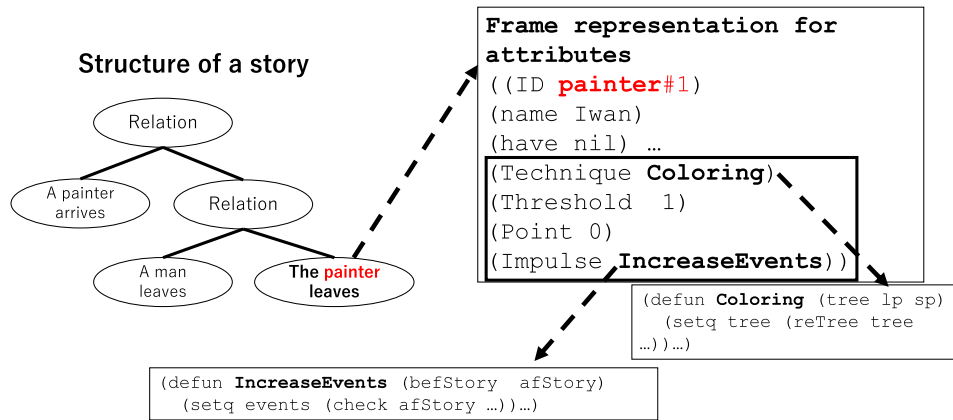 Structure of a story
Relation
A painter
arrives
Relation
A man
leaves
The painter
leaves
Frame representation for
attributes
((ID painter#1)
(name Iwan)
(have nil) …
(Technique Coloring)
(Threshold 1)
(Point 0)
(Impulse IncreaseEvents))
(defun Coloring (tree lp sp)
(setq tree (reTree tree
…))…)
(defun IncreaseEvents (befStory afStory)
(setq events (check afStory …))…)